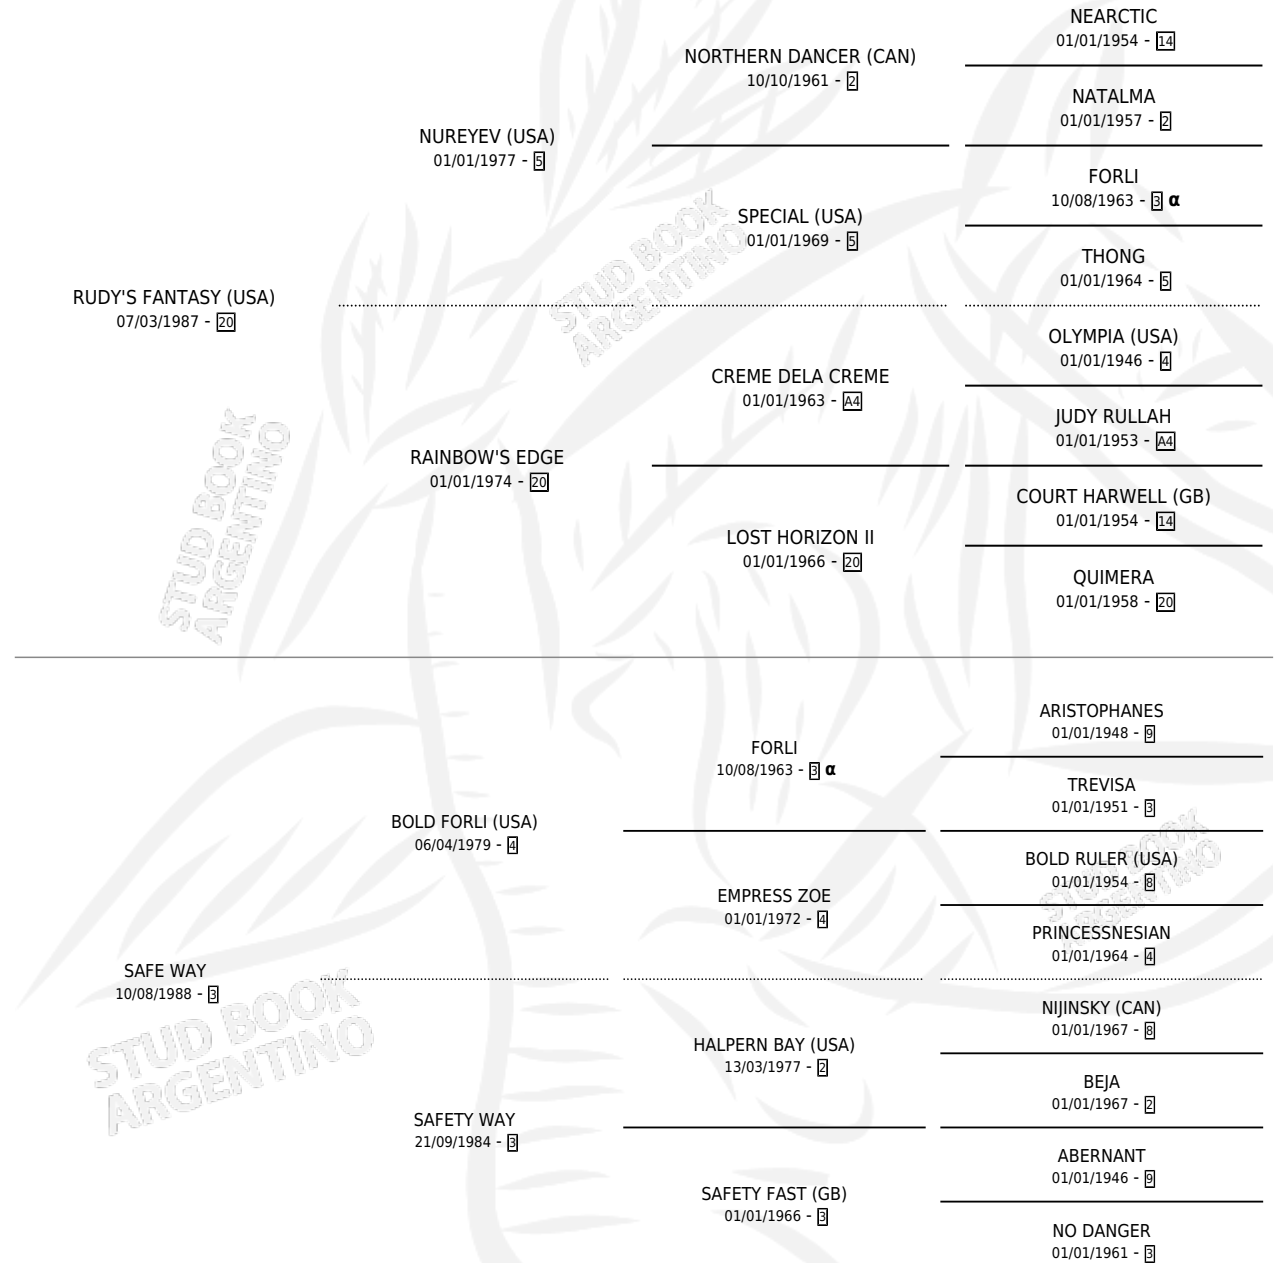 NEARCTIC
01/01/1954 - 14
NORTHERN DANCER (CAN)
10/10/1961 - 2
NATALMA
01/01/1957 - 2
NUREYEV (USA)
01/01/1977 - 5
FORLI
10/08/1963 - 3 α
SPECIAL (USA)
01/01/1969 - 5
THONG
01/01/1964 - 5
RUDY'S FANTASY (USA)
07/03/1987 - 20
OLYMPIA (USA)
01/01/1946 - 4
CREME DELA CREME
01/01/1963 - A4
JUDY RULLAH
01/01/1953 - A4
RAINBOW'S EDGE
01/01/1974 - 20
COURT HARWELL (GB)
01/01/1954 - 14
LOST HORIZON II
01/01/1966 - 20
QUIMERA
01/01/1958 - 20
STUD BOOK
ARGENTINO
STUD BOOK
ARGENTINO
ARISTOPHANES
01/01/1948 - 9
FORLI
10/08/1963 - 3 α
TREVISA
01/01/1951 - 3
BOLD FORLI (USA)
06/04/1979 - 4
BOLD RULER (USA)
01/01/1954 - 8
EMPRESS ZOE
01/01/1972 - 4
PRINCESSNESIAN
01/01/1964 - 4
SAFE WAY
10/08/1988 - 3
NIJINSKY (CAN)
01/01/1967 - 8
HALPERN BAY (USA)
13/03/1977 - 2
BEJA
01/01/1967 - 2
SAFETY WAY
21/09/1984 - 3
ABERNANT
01/01/1946 - 9
SAFETY FAST (GB)
01/01/1966 - 3
NO DANGER
01/01/1961 - 3
STUD BOOK
ARGENTINO
STUD BOOK
ARGENTINO